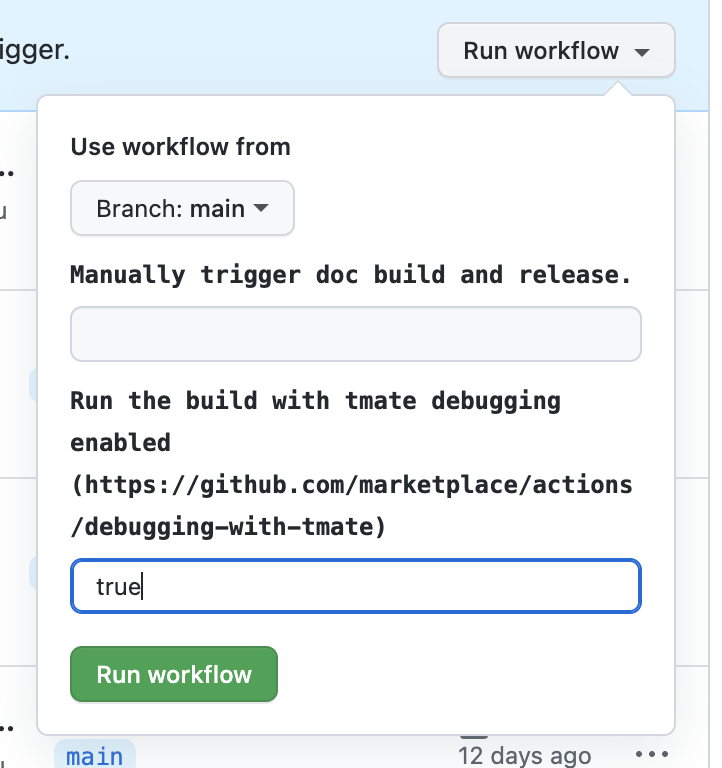 igger.
Run workflow
Use workflow from
..
Branch: main
u
Manually trigger doc build and release.
Run the build with tmate debugging
enabled
(https://github.com/marketplace/actions
/debugging-with-tmate)
true
Run workflow
..
main
12 days ago